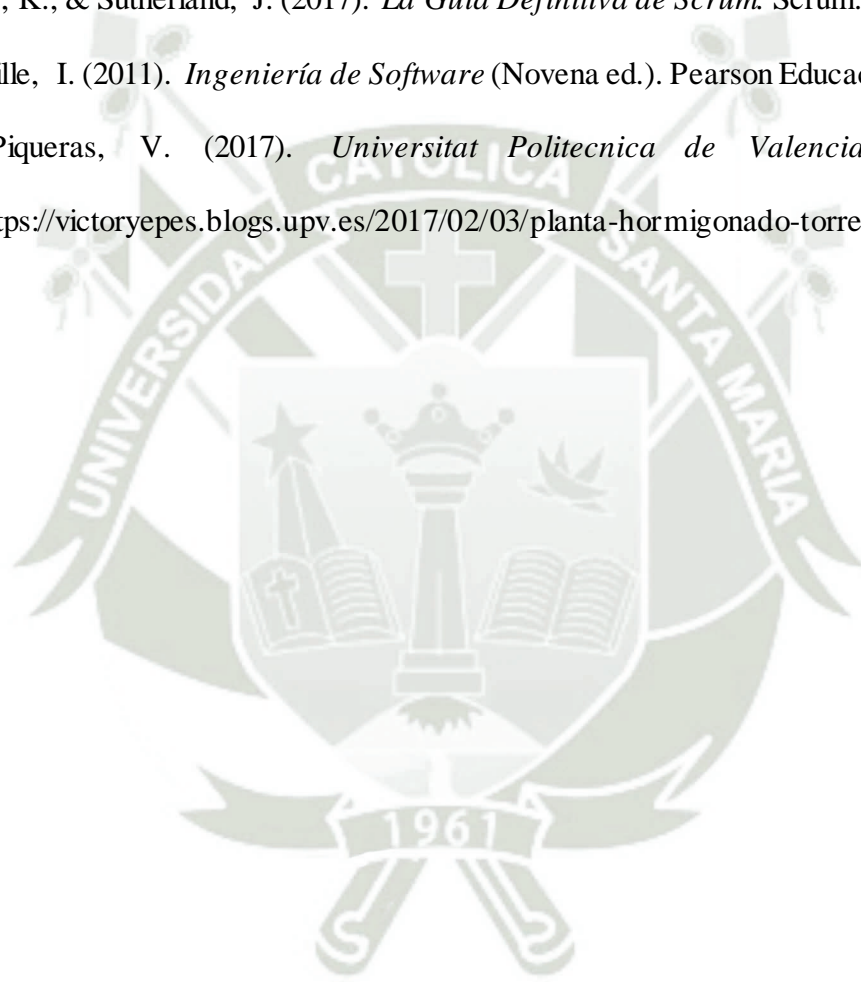 , K., & Sutherland, J. (2017). La Guía Definitiva de Scrum. Scrum.
ille, I. (2011). Ingeniería de Software (Novena ed.). Pearson Educac
Piqueras, V. (2017). Universitat Politecnica de Valencia
tps://victoryepes.blogs.upv.es/2017/02/03/planta-hormigonado-torre
UNIVERSIDAD CATOLICA SANTA MARIA
1961